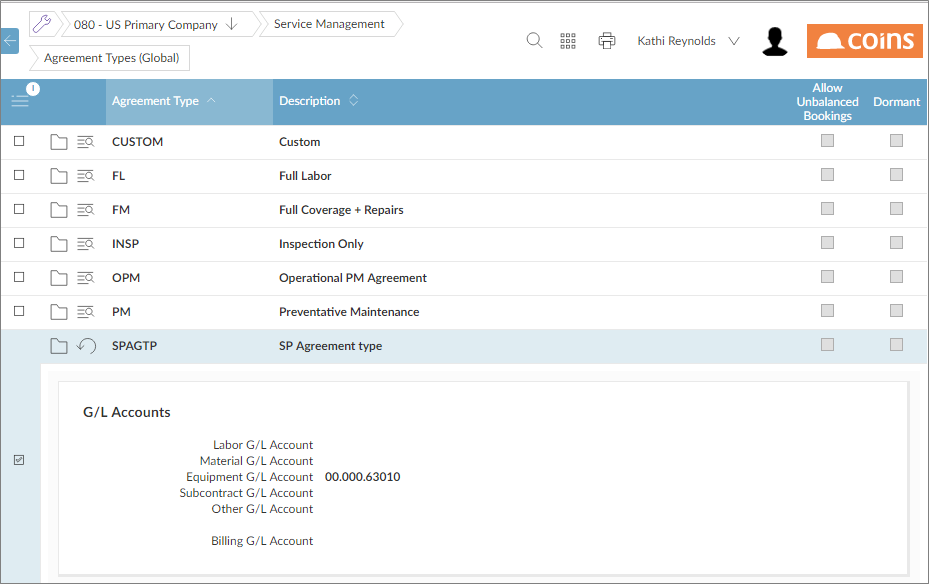 080 - US Primary Company
Service Management
Agreement Types (Global)
Kathi Reynolds
coins
1
Agreement Type
Description
Allow
Unbalanced
Bookings
Dormant
CUSTOM Custom
FL Full Labor
FM Full Coverage + Repairs
INSP Inspection Only
OPM Operational PM Agreement
PM Preventative Maintenance
SPAGTP SP Agreement type
G/L Accounts
Labor G/L Account
Material G/L Account
Equipment G/L Account 00.000.63010
Subcontract G/L Account
Other G/L Account
Billing G/L Account